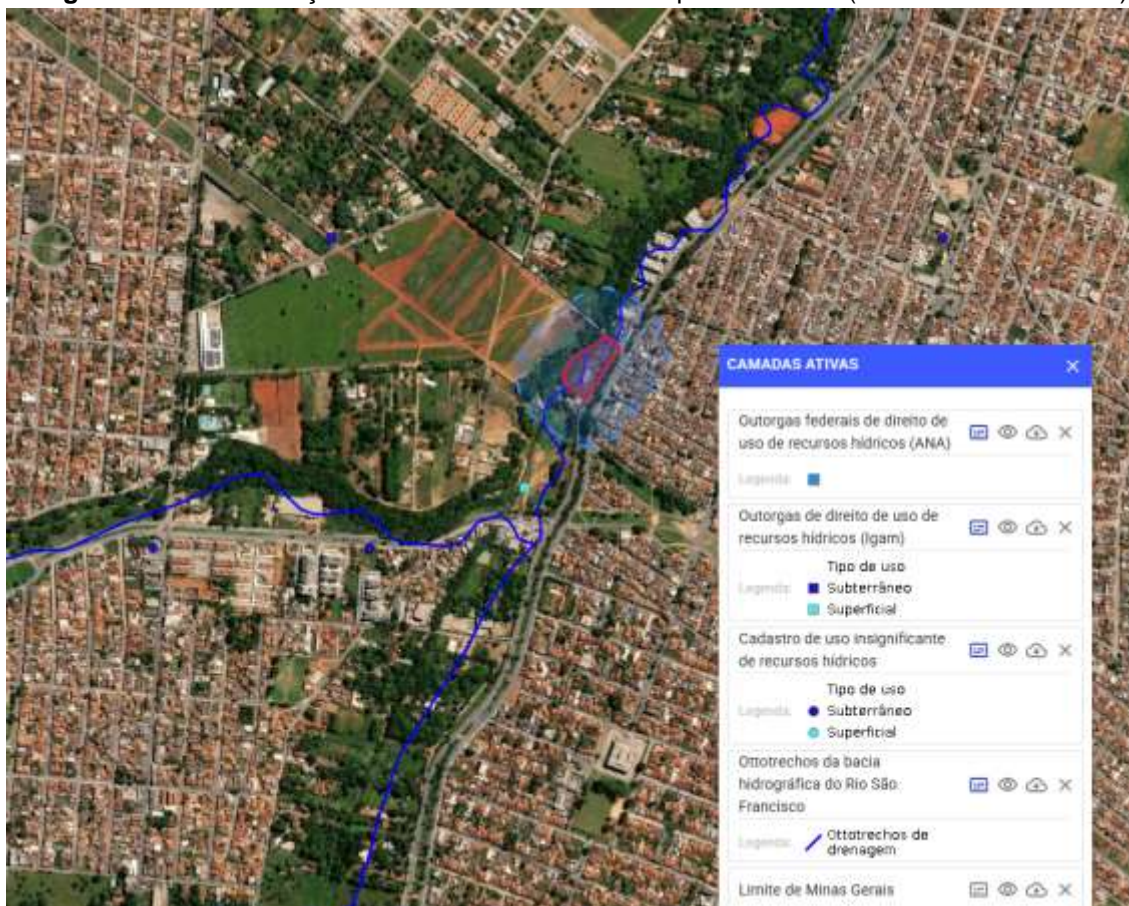 CAMADAS ATIVAS
Outorgas federais de direito de
uso de recursos hídricos (ANA)
Legenda:
Outorgas de direito de uso de
recursos hídricos (Igam)
Tipo de uso
Legenda:
Subterrâneo
Superficial
Cadastro de uso insignificante
de recursos hídricos
Tipo de uso
Legenda:
Subterrâneo
Superficial
Ottotrechos da bacia
hidrográfica do Rio São
Francisco
Legenda:
Ottotrechos de
drenagem
Limite de Minas Gerais